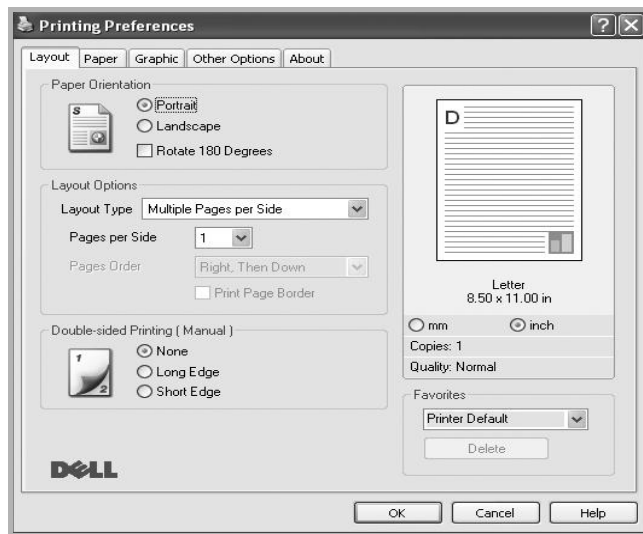 Printing Preferences
Layout Paper Graphic Other Options About
Paper Orientation
S
Portrait
Landscape
Rotate 180 Degrees
Layout Options
Layout Type Multiple Pages per Side
Pages per Side 1
Pages Order Right, Then Down
Print Page Border
Double-sided Printing ( Manual )
1
2
None
Long Edge
Short Edge
DELL
D
Letter
8.50 x 11.00 in
mm inch
Copies: 1
Quality: Normal
Favorites
Printer Default
Delete
OK Cancel Help